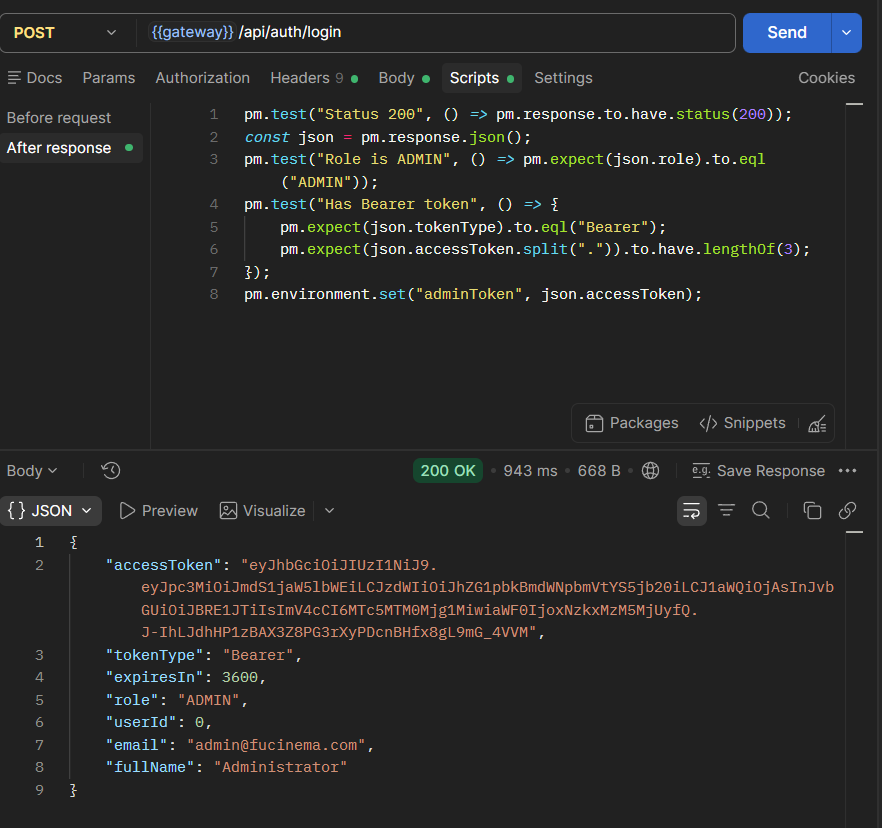 POST {{gateway}} /api/auth/login Send
Docs Params Authorization Headers 9 Body Scripts Settings Cookies
Before request
After response
1 pm.test("Status 200", () => pm.response.to.have.status(200));
2 const json = pm.response.json();
3 pm.test("Role is ADMIN", () => pm.expect(json.role).to.eql
("ADMIN"));
4 pm.test("Has Bearer token", () => {
5 pm.expect(json.tokenType).to.eql("Bearer");
6 pm.expect(json.accessToken.split(".")).to.have.lengthOf(3);
7 });
8 pm.environment.set("adminToken", json.accessToken);
Packages </> Snippets
Body 200 OK • 943 ms • 668 B • e.g. Save Response
{} JSON Preview Visualize
1 {
2 "accessToken": "eyJhbGciOiJIUzI1NiJ9.
eyJpc3MiOiJmdS1jaW5lbWEiLCJzdWIiOiJhZG1pbkBmdWNpbmVtYS5jb20iLCJ1aWQiOjAsInJvb
GUiOiJBRE1JTiIsImV4cCI6MTc5MTM0Mjg1MiwiaWF0IjoxNzkxMzM5MjUyfQ.
J-IhLJdhHP1zBAX3Z8PG3rXyPDcnBHfx8gL9mG_4VVM",
3 "tokenType": "Bearer",
4 "expiresIn": 3600,
5 "role": "ADMIN",
6 "userId": 0,
7 "email": "admin@fucinema.com",
8 "fullName": "Administrator"
9 }